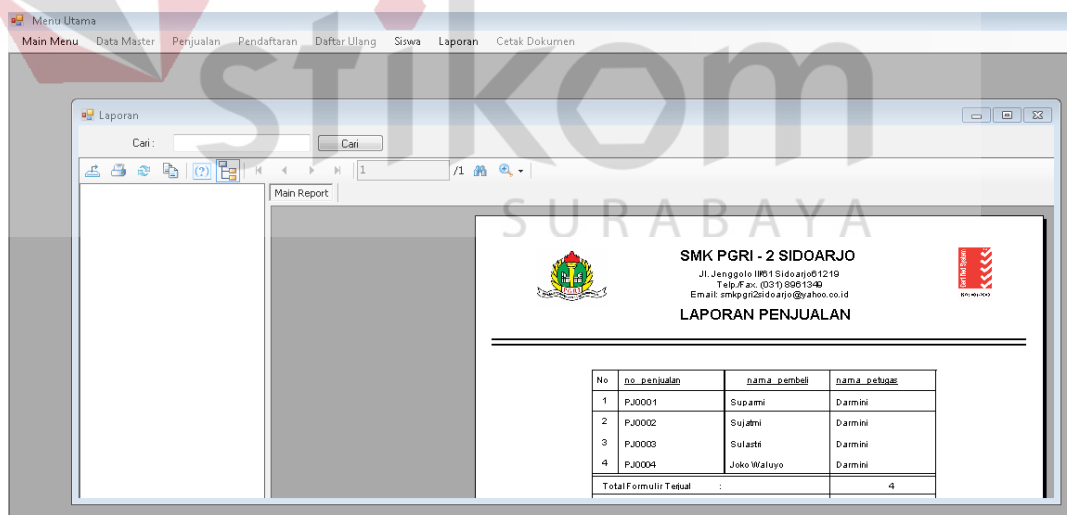 Menu Utama
Main Menu Data Master Penjualan Pendaftaran Daftar Ulang Siswa Laporan Cetak Dokumen
stikom
SURABAYA
Laporan
Cari : Cari
1 /1
Main Report
SMK PGRI - 2 SIDOARJO
Jl. Jenggolo II/61 Sidoarjo 61219
Telp./Fax. (031) 8961349
Email: smkpgri2sidoarjo@yahoo.co.id
LAPORAN PENJUALAN
No no_penjualan nama_pembeli nama_petugas
1 PJ0001 Suparmi Darmini
2 PJ0002 Sujatmi Darmini
3 PJ0003 Sulastri Darmini
4 PJ0004 Joko Waluyo Darmini
Total Formulir Terjual : 4